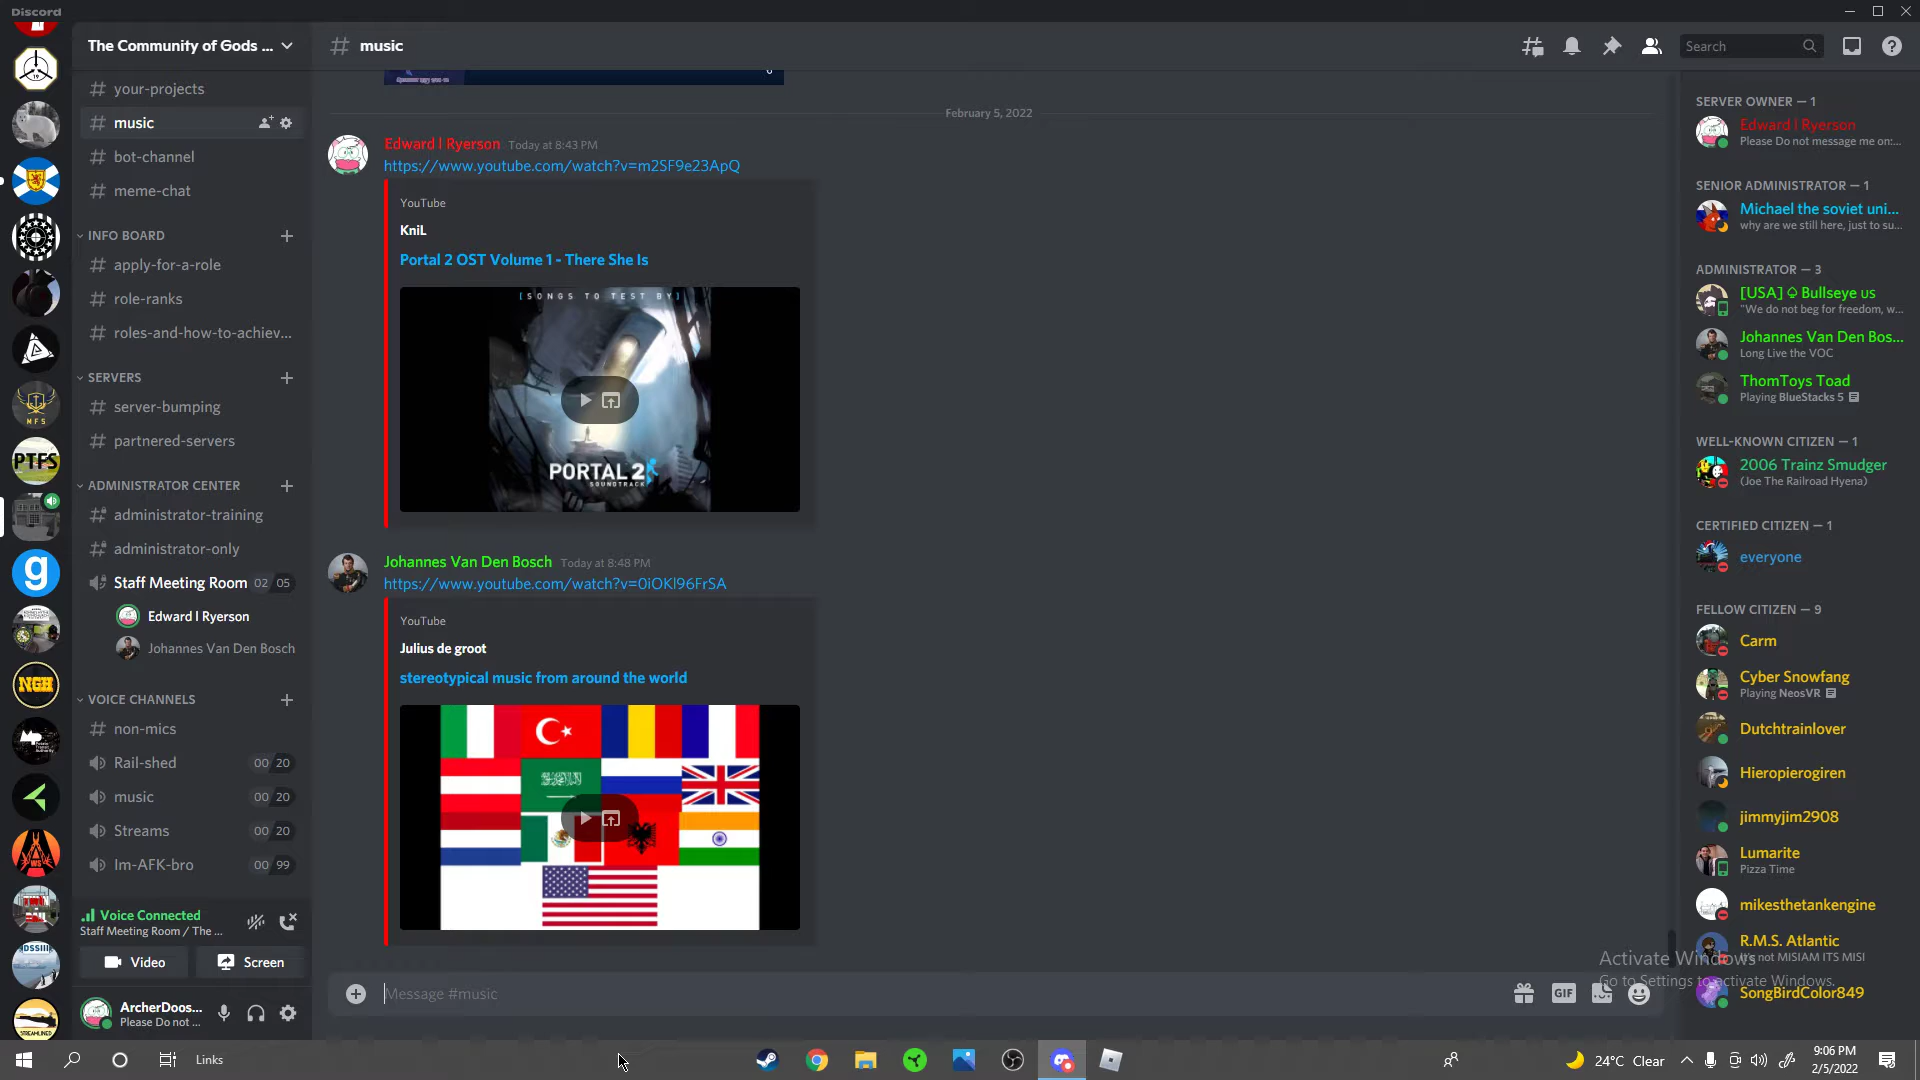 Discord
The Community of Gods ...
your-projects
music
bot-channel
meme-chat
INFO BOARD
apply-for-a-role
role-ranks
roles-and-how-to-achiev...
SERVERS
server-bumping
partnered-servers
ADMINISTRATOR CENTER
administrator-training
administrator-only
Staff Meeting Room 02 05
Edward I Ryerson
Johannes Van Den Bosch
VOICE CHANNELS
non-mics
Rail-shed 00 20
music 00 20
Streams 00 20
Im-AFK-bro 00 99
Voice Connected
Staff Meeting Room / The ...
Video Screen
ArcherDoos...
Please Do not ...
19
MFS
PTFS
g
NGH
STREAMLINED
# music
Search
February 5, 2022
Edward I Ryerson Today at 8:43 PM
https://www.youtube.com/watch?v=m2SF9e23ApQ
YouTube
KniL
Portal 2 OST Volume 1 - There She Is
[SONGS TO TEST BY]
PORTAL 2
SOUNDTRACK
Johannes Van Den Bosch Today at 8:48 PM
https://www.youtube.com/watch?v=0iOKl96FrSA
YouTube
Julius de groot
stereotypical music from around the world
Message #music
GIF
SERVER OWNER — 1
Edward I Ryerson
Please Do not message me on:...
SENIOR ADMINISTRATOR — 1
Michael the soviet uni...
why are we still here, just to su...
ADMINISTRATOR — 3
[USA] Bullseye US
"We do not beg for freedom, w...
Johannes Van Den Bos...
Long Live the VOC
ThomToys Toad
Playing BlueStacks 5
WELL-KNOWN CITIZEN — 1
2006 Trainz Smudger
(Joe The Railroad Hyena)
CERTIFIED CITIZEN — 1
everyone
FELLOW CITIZEN — 9
Carm
Cyber Snowfang
Playing NeosVR
Dutchtrainlover
Hieropierogiren
jimmyjim2908
Lumarite
Pizza Time
mikesthetankengine
R.M.S. Atlantic
It's not MISIAM ITS MISI
SongBirdColor849
Activate Windows
Go to Settings to activate Windows.
Links
24°C Clear
9:06 PM
2/5/2022